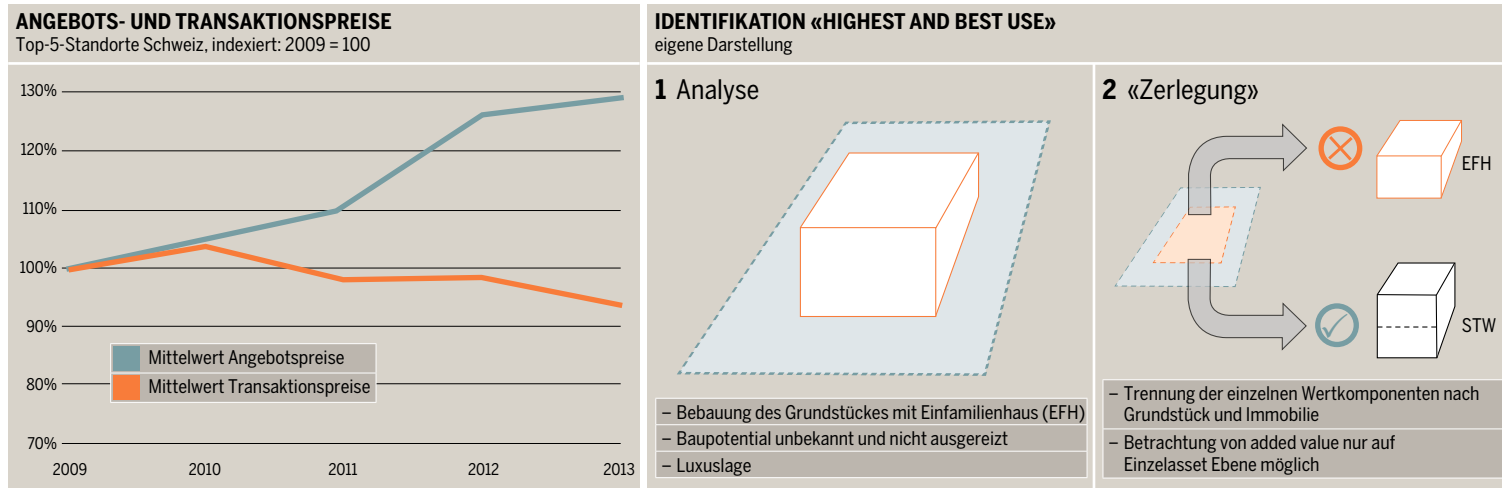 ANGEBOTS- UND TRANSAKTIONSPREISE
Top-5-Standorte Schweiz, indexiert: 2009 = 100
130%
120%
110%
100%
90%
80%
70%
Mittelwert Angebotspreise
Mittelwert Transaktionspreise
2009 2010 2011 2012 2013
IDENTIFIKATION «HIGHEST AND BEST USE»
eigene Darstellung
1 Analyse
– Bebauung des Grundstückes mit Einfamilienhaus (EFH)
– Baupotential unbekannt und nicht ausgereizt
– Luxuslage
2 «Zerlegung»
EFH
STW
– Trennung der einzelnen Wertkomponenten nach
Grundstück und Immobilie
– Betrachtung von added value nur auf
Einzelasset Ebene möglich